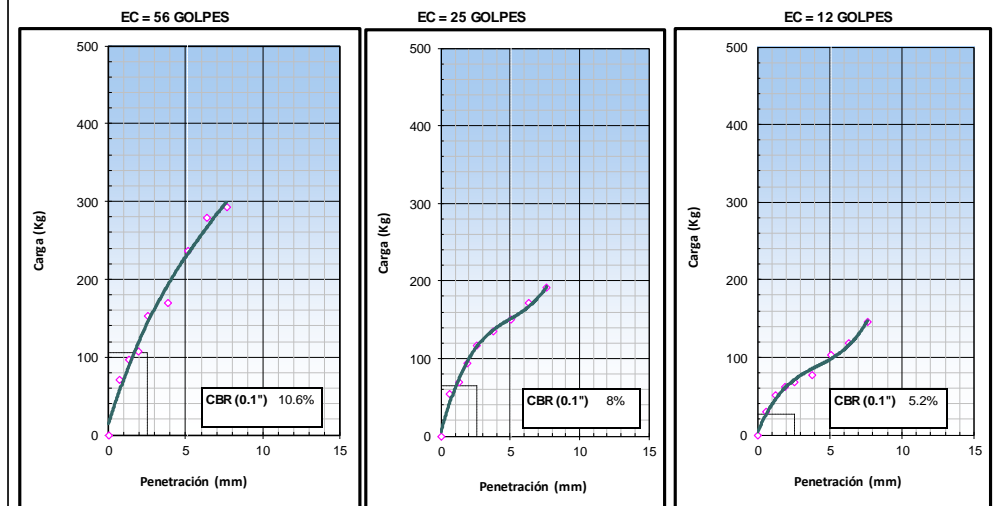 EC = 56 GOLPES
EC = 25 GOLPES
EC = 12 GOLPES
500
400
300
200
100
0
0
5
10
15
Carga (Kg)
Penetración (mm)
CBR (0.1") 10.6%
500
400
300
200
100
0
0
5
10
15
Carga (Kg)
Penetración (mm)
CBR (0.1") 8%
500
400
300
200
100
0
0
5
10
15
Carga (Kg)
Penetración (mm)
CBR (0.1") 5.2%